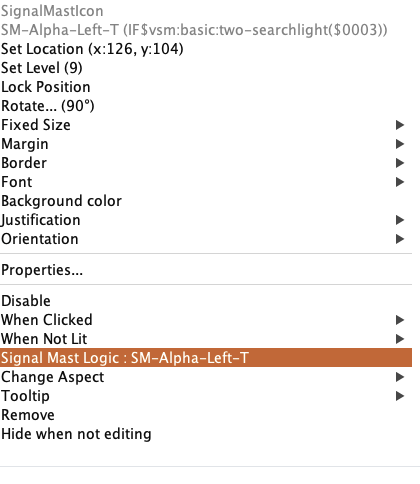 SignalMastIcon
SM-Alpha-Left-T (IF$vsm:basic:two-searchlight($0003))
Set Location (x:126, y:104)
Set Level (9)
Lock Position
Rotate... (90°)
Fixed Size
Margin
Border
Font
Background color
Justification
Orientation
Properties...
Disable
When Clicked
When Not Lit
Signal Mast Logic : SM-Alpha-Left-T
Change Aspect
Tooltip
Remove
Hide when not editing